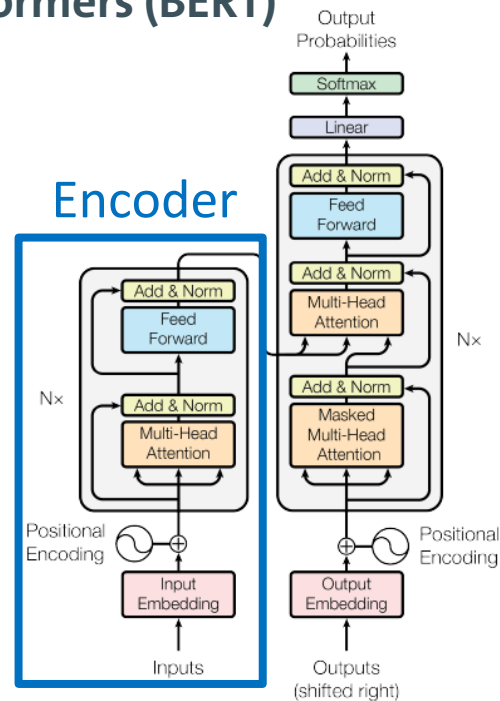 ormers (BERT)
Output
Probabilities
Softmax
Linear
Add & Norm
Feed
Forward
Add & Norm
Multi-Head
Attention
Nx
Add & Norm
Masked
Multi-Head
Attention
Positional
Encoding
Output
Embedding
Outputs
(shifted right)
Encoder
Add & Norm
Feed
Forward
Nx
Add & Norm
Multi-Head
Attention
Positional
Encoding
Input
Embedding
Inputs